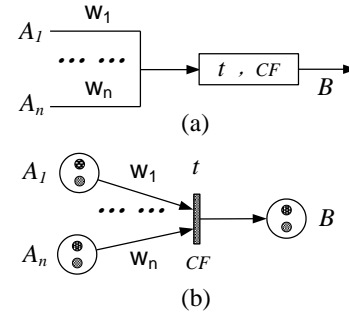 A1 w1
... ...
An wn
t , CF
B
(a)
A1 w1 t
... ...
B
An wn CF
(b)